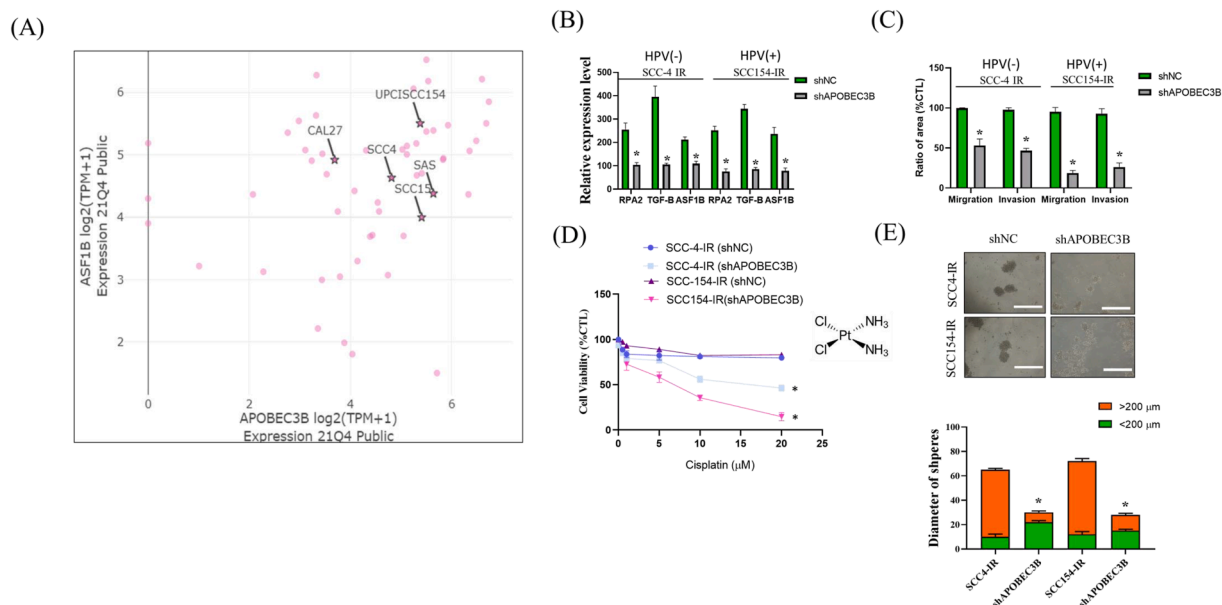 (A)
ASF1B log2(TPM+1)
Expression 21Q4 Public
6
5
4
3
2
0
2
4
6
UPCISCC154
CAL27
SCC4
SAS
SCC15
APOBEC3B log2(TPM+1)
Expression 21Q4 Public
(B)
HPV(-)
HPV(+)
SCC-4 IR
SCC154-IR
shNC
shAPOBEC3B
Relative expression level
500
400
300
200
100
0
* * * * * *
RPA2 TGF-B ASF1B RPA2 TGF-B ASF1B
(C)
HPV(-)
HPV(+)
SCC-4 IR
SCC154-IR
shNC
shAPOBEC3B
Ratio of area (%CTL)
150
100
50
0
* * * *
Mirgration Invasion Mirgration Invasion
(D)
SCC-4-IR (shNC)
SCC-4-IR (shAPOBEC3B)
SCC-154-IR (shNC)
SCC154-IR(shAPOBEC3B)
Cell Viability (%CTL)
150
100
50
0
*
*
0 5 10 15 20 25
Cisplatin (μM)
Cl NH3
Pt
Cl NH3
(E)
shNC shAPOBEC3B
SCC4-IR
SCC154-IR
>200 μm
<200 μm
Diameter of shperes
100
80
60
40
20
0
* *
SCC4-IR
shAPOBEC3B
SCC154-IR
shAPOBEC3B